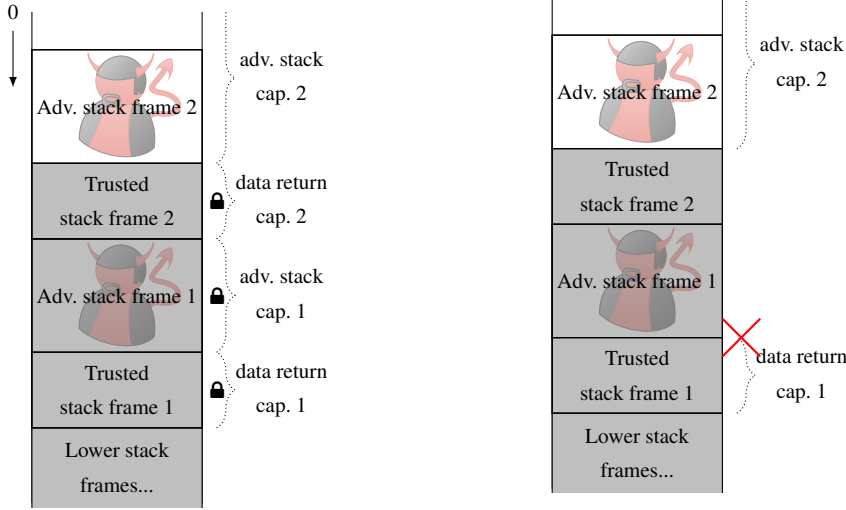 0
Adv. stack frame 2
adv. stack
cap. 2
Trusted
stack frame 2
data return
cap. 2
Adv. stack frame 1
adv. stack
cap. 1
Trusted
stack frame 1
data return
cap. 1
Lower stack
frames...
Adv. stack frame 2
adv. stack
cap. 2
Trusted
stack frame 2
Adv. stack frame 1
Trusted
stack frame 1
data return
cap. 1
Lower stack
frames...